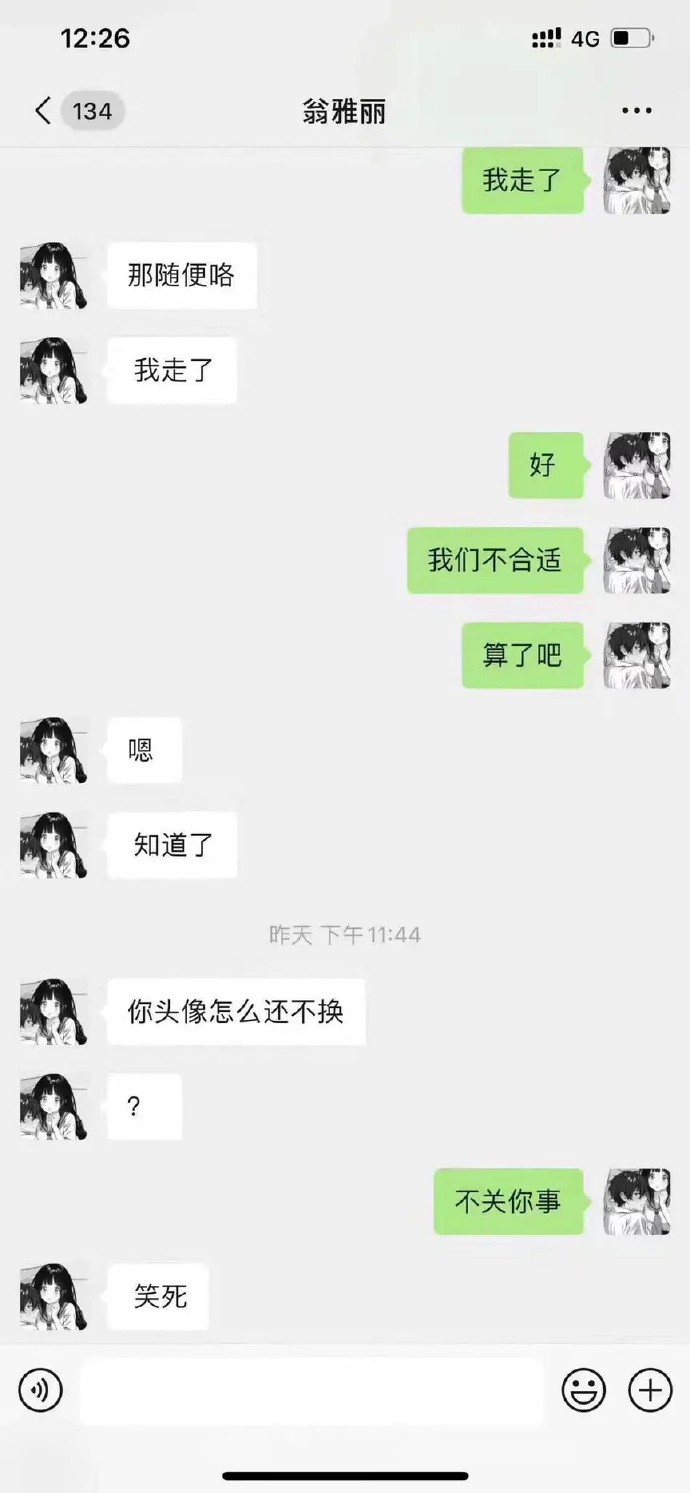 12:26
4G
134
翁雅丽
我走了
那随便咯
我走了
好
我们不合适
算了吧
嗯
知道了
昨天 下午11:44
你头像怎么还不换
?
不关你事
笑死